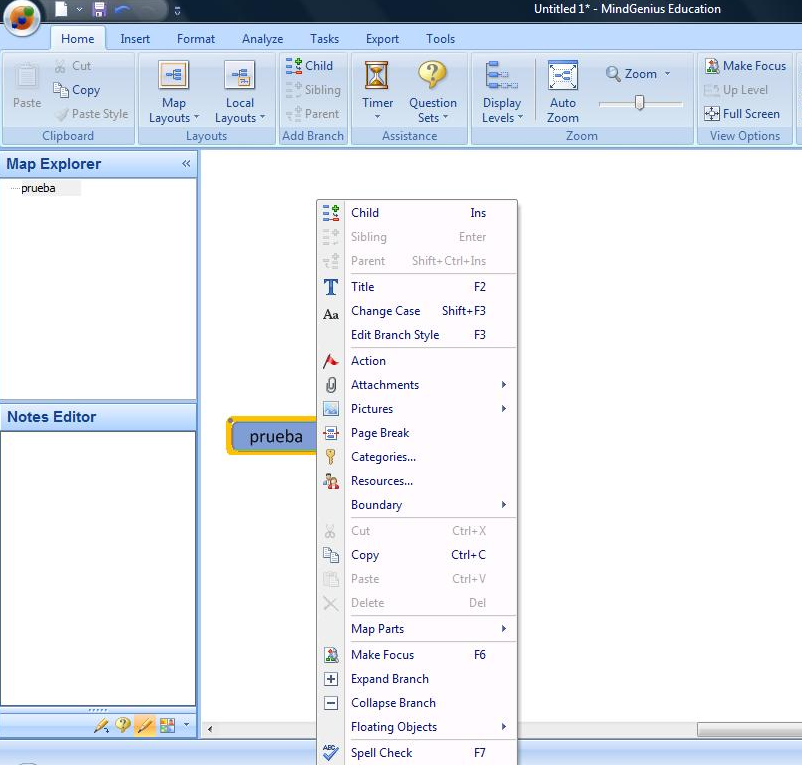 Untitled 1* - MindGenius Education
Home Insert Format Analyze Tasks Export Tools
Paste
Cut
Copy
Paste Style
Clipboard
Map Layouts
Local Layouts
Layouts
Child
Sibling
Parent
Add Branch
Timer
Question Sets
Assistance
Display Levels
Auto Zoom
Zoom
Zoom
Make Focus
Up Level
Full Screen
View Options
Map Explorer
prueba
Notes Editor
prueba
Child Ins
Sibling Enter
Parent Shift+Ctrl+Ins
Title F2
Aa Change Case Shift+F3
Edit Branch Style F3
Action
Attachments
Pictures
Page Break
Categories...
Resources...
Boundary
Cut Ctrl+X
Copy Ctrl+C
Paste Ctrl+V
Delete Del
Map Parts
Make Focus F6
Expand Branch
Collapse Branch
Floating Objects
ABC Spell Check F7